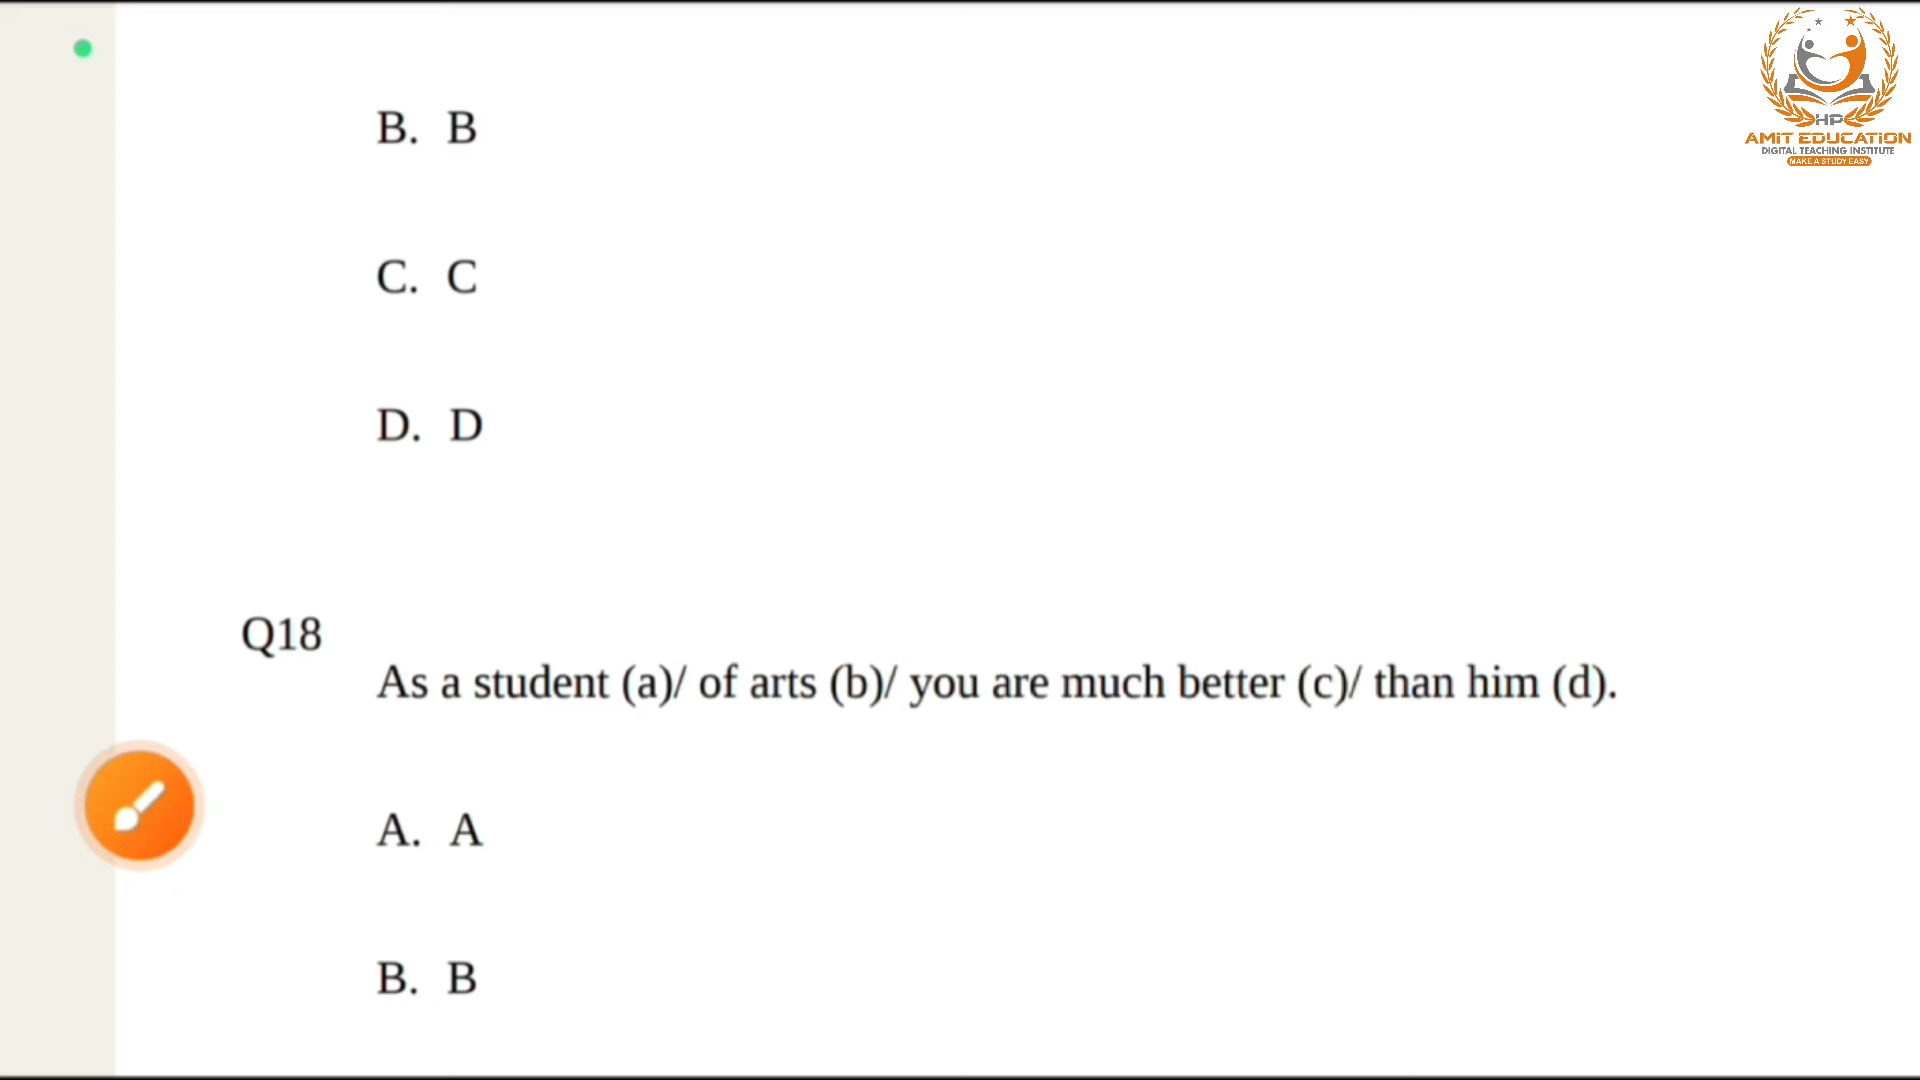 HP
AMiT EDUCATiON
DIGITAL TEACHING INSTITUTE
MAKE A STUDY EASY
B. B
C. C
D. D
Q18
As a student (a)/ of arts (b)/ you are much better (c)/ than him (d).
A. A
B. B